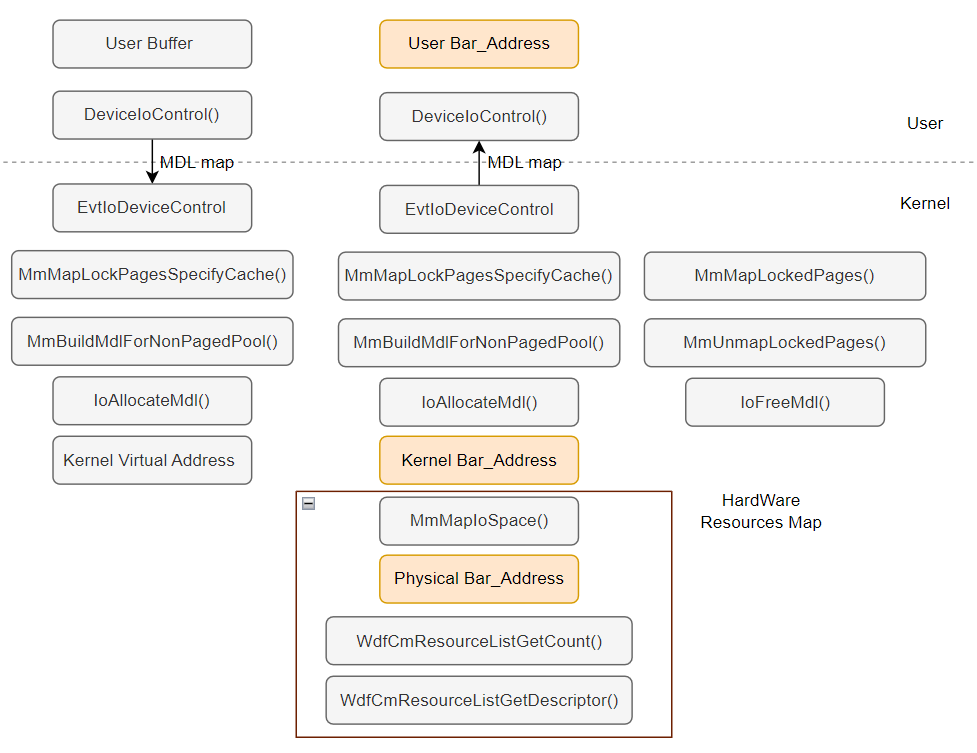 User Buffer
User Bar_Address
DeviceIoControl()
DeviceIoControl()
User
MDL map
MDL map
EvtIoDeviceControl
EvtIoDeviceControl
Kernel
MmMapLockPagesSpecifyCache()
MmMapLockPagesSpecifyCache()
MmMapLockedPages()
MmBuildMdlForNonPagedPool()
MmBuildMdlForNonPagedPool()
MmUnmapLockedPages()
IoAllocateMdl()
IoAllocateMdl()
IoFreeMdl()
Kernel Virtual Address
Kernel Bar_Address
HardWare
Resources Map
MmMapIoSpace()
Physical Bar_Address
WdfCmResourceListGetCount()
WdfCmResourceListGetDescriptor()